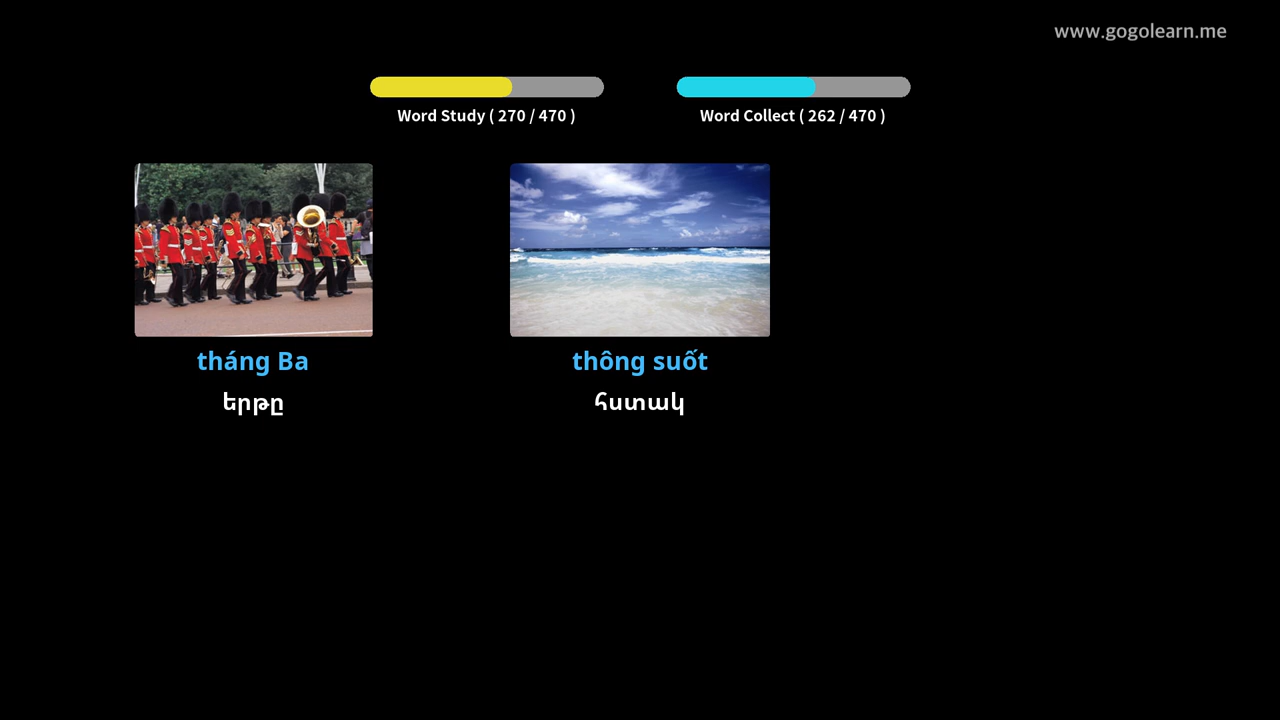 www.gogolearn.me
Word Study ( 270 / 470 )
Word Collect ( 262 / 470 )
tháng Ba
երթը
thông suốt
հստակ